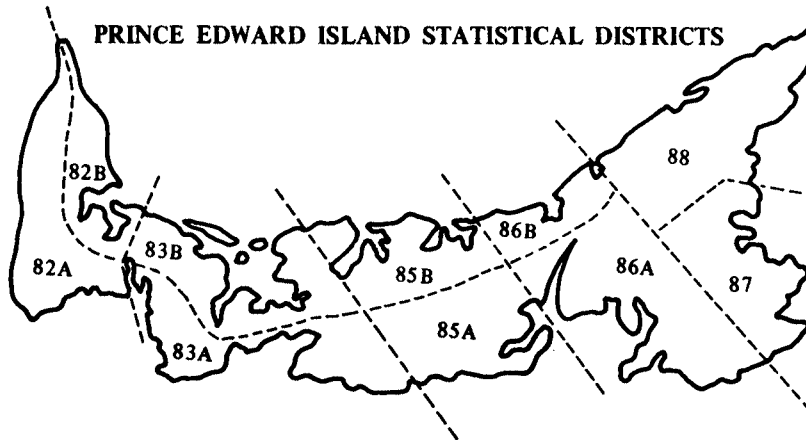 PRINCE EDWARD ISLAND STATISTICAL DISTRICTS
88
82B
86B
83B
82A
85B
86A
87
85A
83A